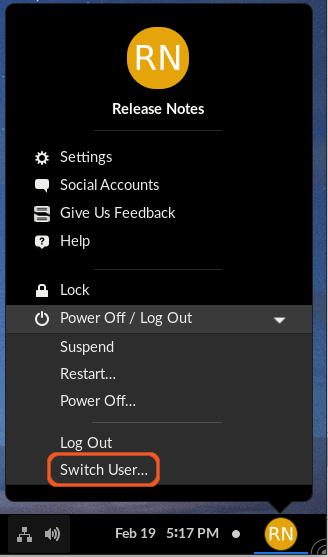 RN
Release Notes
Settings
Social Accounts
Give Us Feedback
Help
Lock
Power Off / Log Out
Suspend
Restart...
Power Off...
Log Out
Switch User...
Feb 19 5:17 PM RN